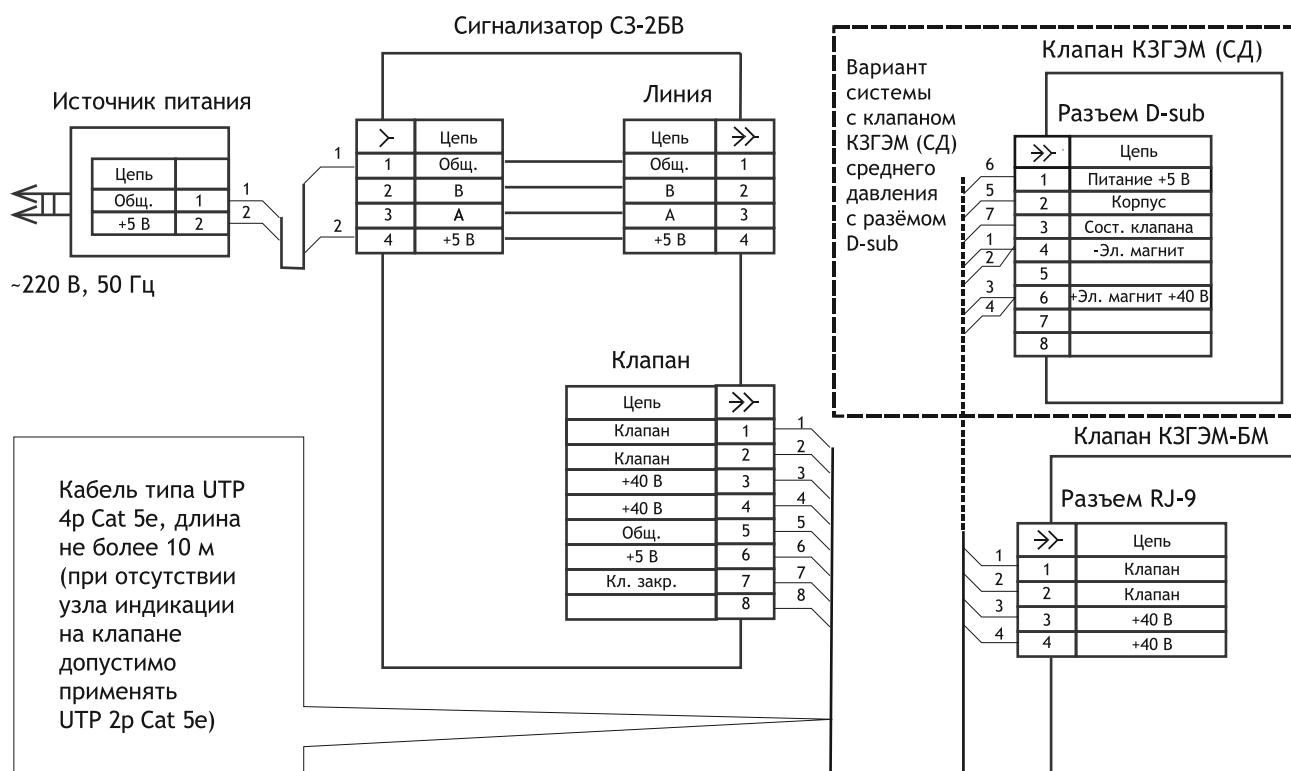 Сигнализатор СЗ-2БВ
Источник питания
Цепь
Общ. 1
+5 В 2
1
2
~220 В, 50 Гц
1
2
Цепь
1 Общ.
2 В
3 А
4 +5 В
Линия
Цепь
Общ. 1
В 2
А 3
+5 В 4
Клапан
Цепь
Клапан 1
Клапан 2
+40 В 3
+40 В 4
Общ. 5
+5 В 6
Кл. закр. 7
8
1
2
3
4
5
6
7
8
Кабель типа UTP
4р Cat 5e, длина
не более 10 м
(при отсутствии
узла индикации
на клапане
допустимо
применять
UTP 2р Cat 5e)
Вариант
системы
с клапаном
КЗГЭМ (СД)
среднего
давления
с разёмом
D-sub
Клапан КЗГЭМ (СД)
Разъем D-sub
Цепь
1 Питание +5 В
2 Корпус
3 Сост. клапана
4 -Эл. магнит
5
6 +Эл. магнит +40 В
7
8
6
5
7
1
2
3
4
Клапан КЗГЭМ-БМ
Разъем RJ-9
Цепь
1 Клапан
2 Клапан
3 +40 В
4 +40 В
1
2
3
4